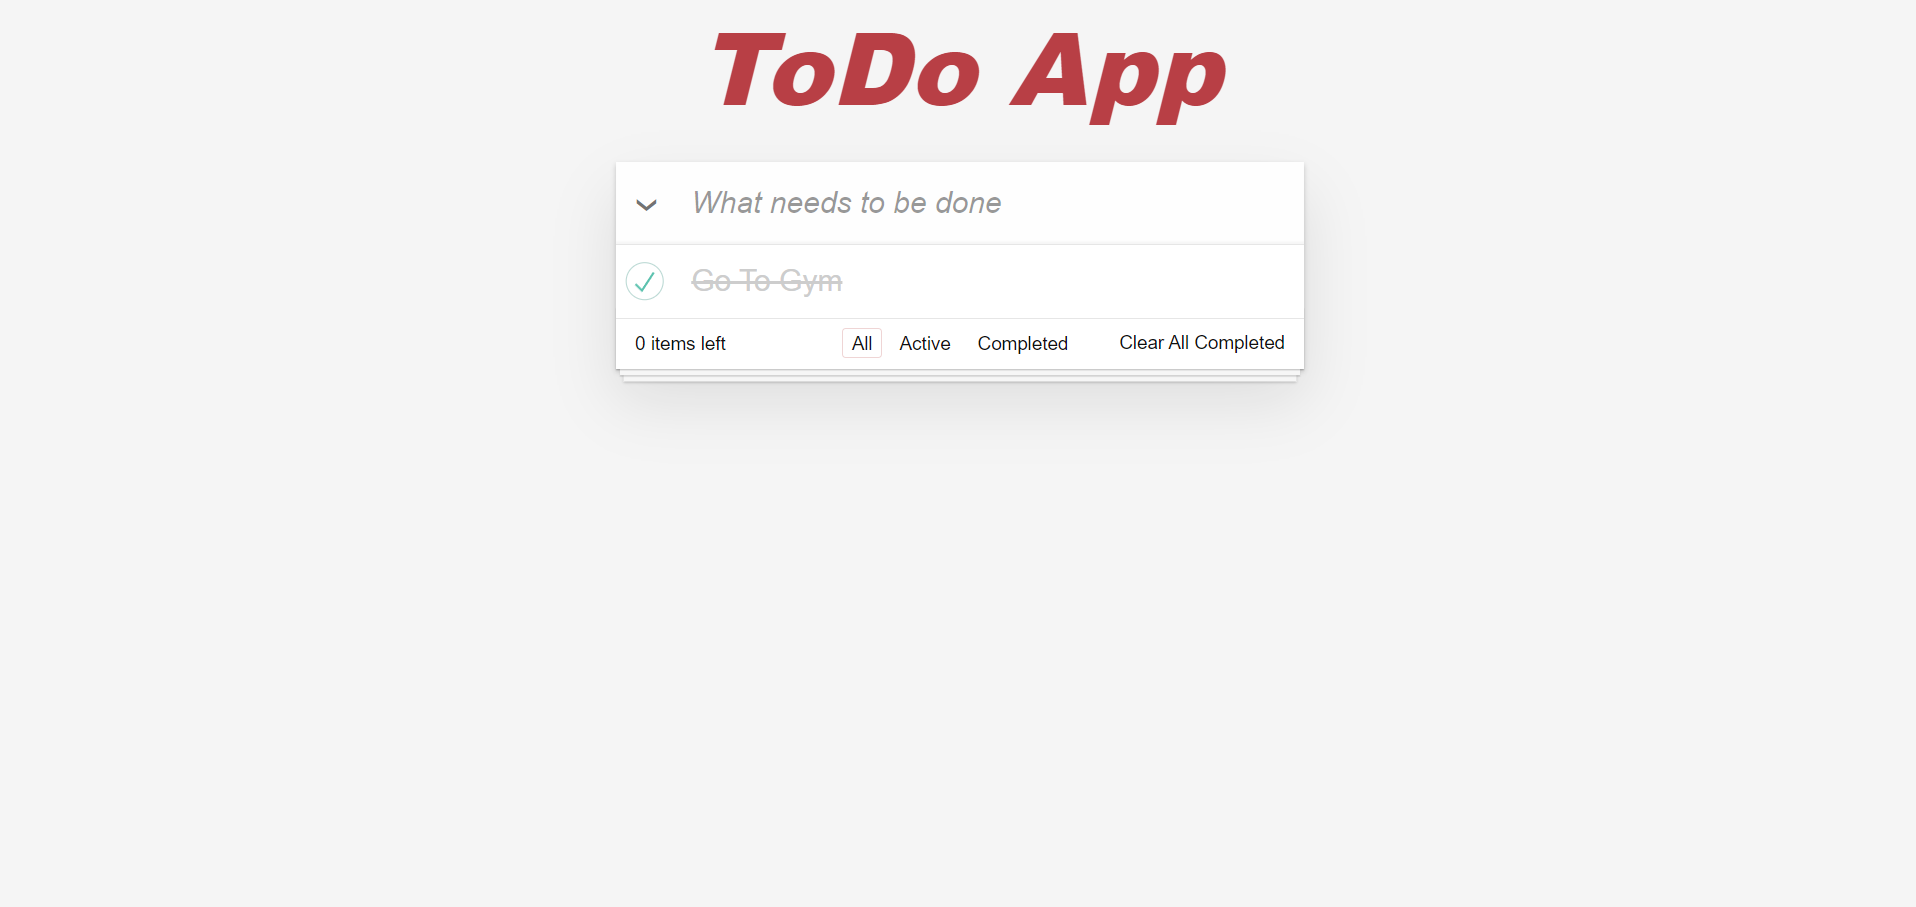 ToDo App
What needs to be done
Go To Gym
0 items left All Active Completed Clear All Completed